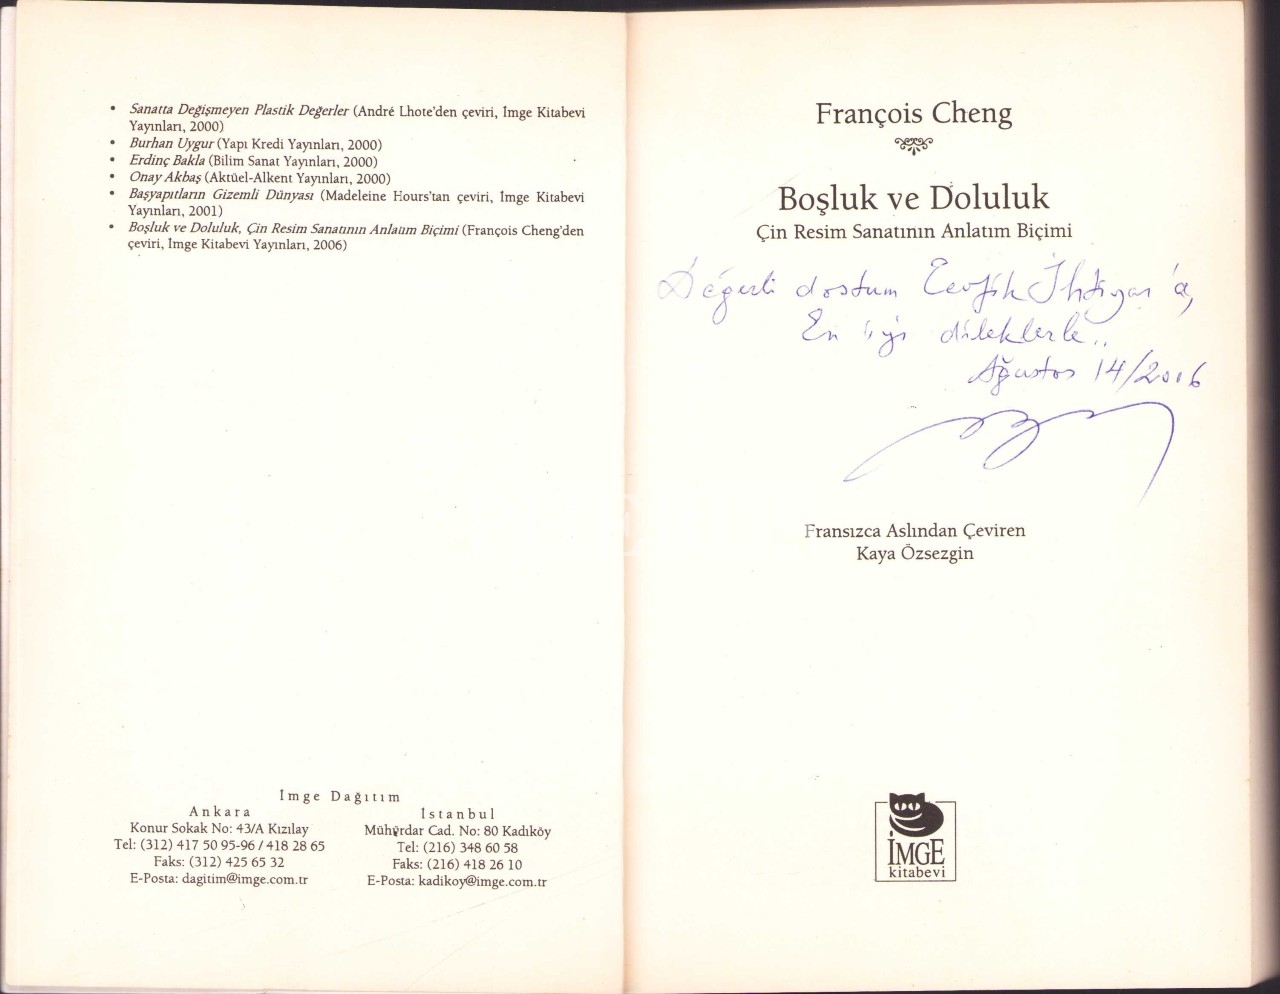 • Sanatta Değişmeyen Plastik Değerler (André Lhote'den çeviri, İmge Kitabevi
Yayınları, 2000)
• Burhan Uygur (Yapı Kredi Yayınları, 2000)
• Erdinç Bakla (Bilim Sanat Yayınları, 2000)
• Onay Akbaş (Aktüel-Alkent Yayınları, 2000)
• Başyapıtların Gizemli Dünyası (Madeleine Hours'tan çeviri, İmge Kitabevi
Yayınları, 2001)
• Boşluk ve Doluluk, Çin Resim Sanatının Anlatım Biçimi (François Cheng'den
çeviri, İmge Kitabevi Yayınları, 2006)
İmge Dağıtım
Ankara
Konur Sokak No: 43/A Kızılay
Tel: (312) 417 50 95-96 / 418 28 65
Faks: (312) 425 65 32
E-Posta: dagitim@imge.com.tr
İstanbul
Mühürdar Cad. No: 80 Kadıköy
Tel: (216) 348 60 58
Faks: (216) 418 26 10
E-Posta: kadikoy@imge.com.tr
François Cheng
Boşluk ve Doluluk
Çin Resim Sanatının Anlatım Biçimi
Değerli dostum Tevfik İhtiyar'a,
En iyi dileklerle..
Ağustos 14/2006
Fransızca Aslından Çeviren
Kaya Özsezgin
İMGE
kitabevi